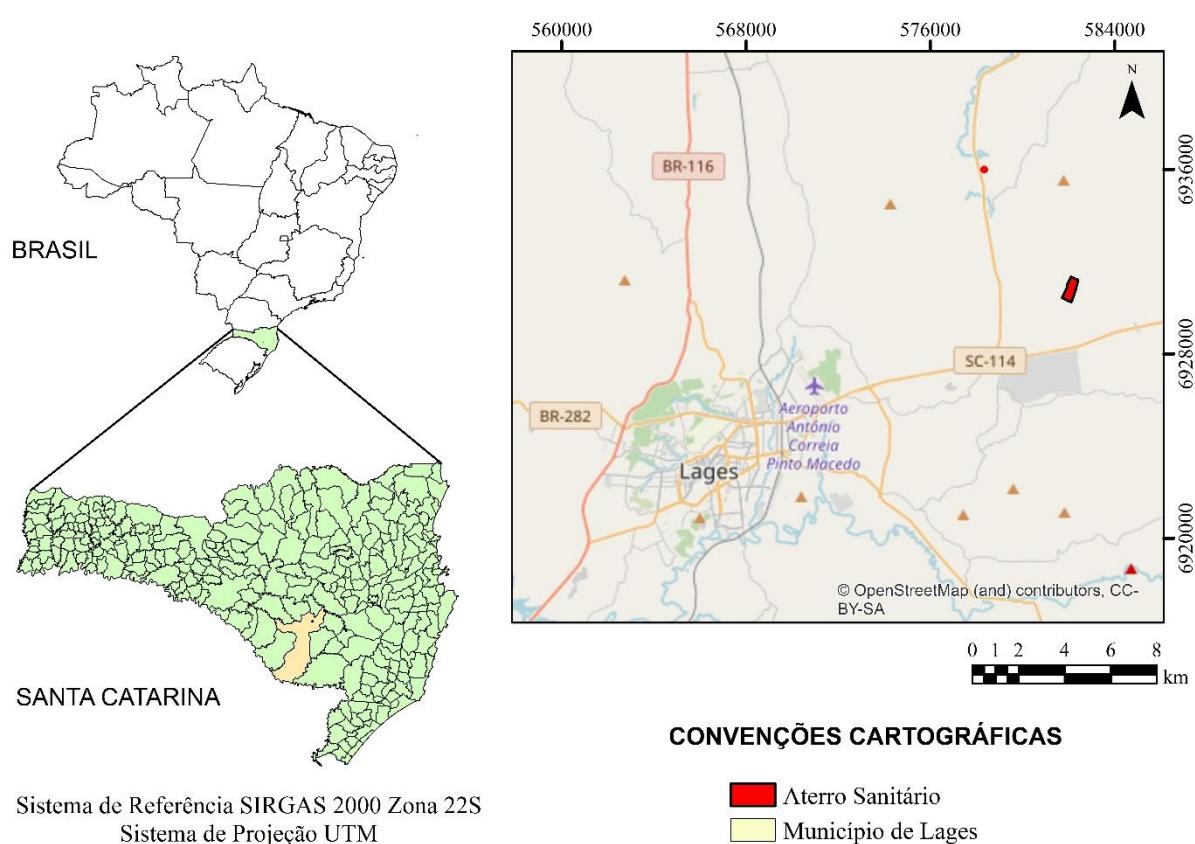 BRASIL
SANTA CATARINA
Sistema de Referência SIRGAS 2000 Zona 22S
Sistema de Projeção UTM
560000
568000
576000
584000
N
BR-116
6936000
6928000
SC-114
BR-282
Aeroporto
Antônio
Correia
Pinto Macedo
Lages
6920000
© OpenStreetMap (and) contributors, CC-
BY-SA
0 1 2 4 6 8
km
CONVENÇÕES CARTOGRÁFICAS
Aterro Sanitário
Município de Lages